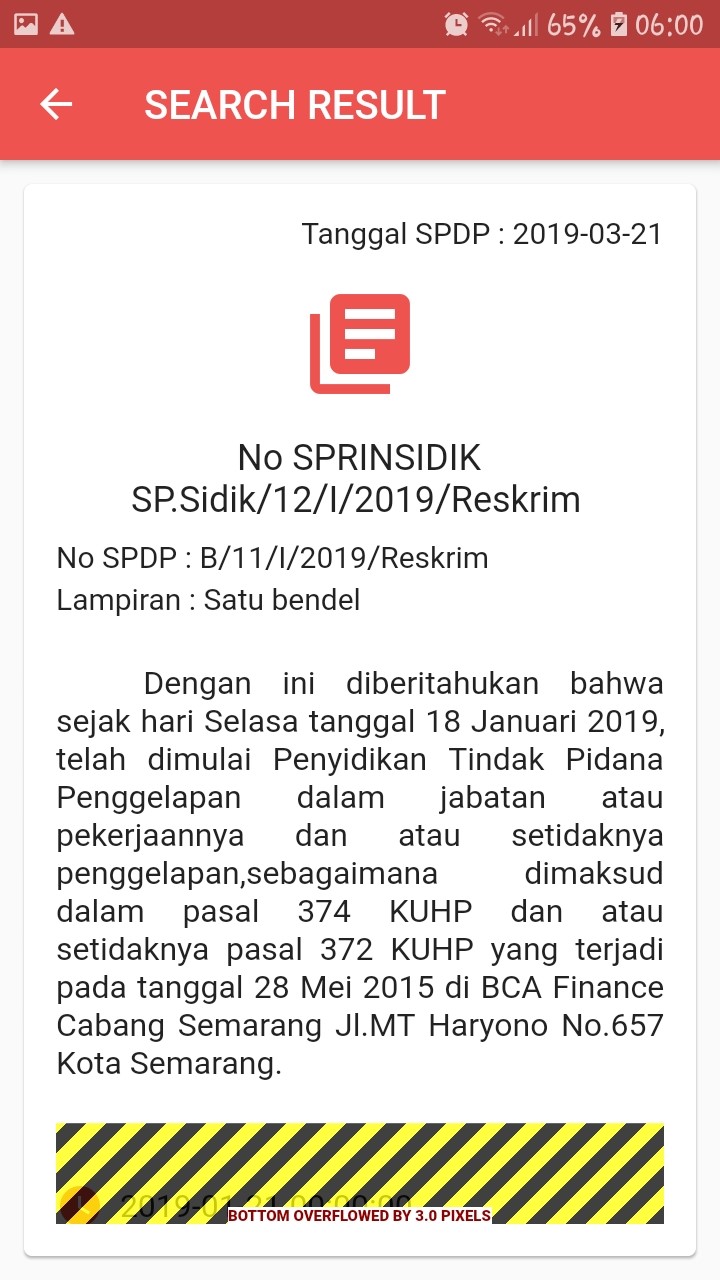 65% 06:00
SEARCH RESULT
Tanggal SPDP : 2019-03-21
No SPRINSIDIK
SP.Sidik/12/I/2019/Reskrim
No SPDP : B/11/I/2019/Reskrim
Lampiran : Satu bendel
Dengan ini diberitahukan bahwa
sejak hari Selasa tanggal 18 Januari 2019,
telah dimulai Penyidikan Tindak Pidana
Penggelapan dalam jabatan atau
pekerjaannya dan atau setidaknya
penggelapan,sebagaimana dimaksud
dalam pasal 374 KUHP dan atau
setidaknya pasal 372 KUHP yang terjadi
pada tanggal 28 Mei 2015 di BCA Finance
Cabang Semarang Jl.MT Haryono No.657
Kota Semarang.
2019-01-21 00:00:00
BOTTOM OVERFLOWED BY 3.0 PIXELS